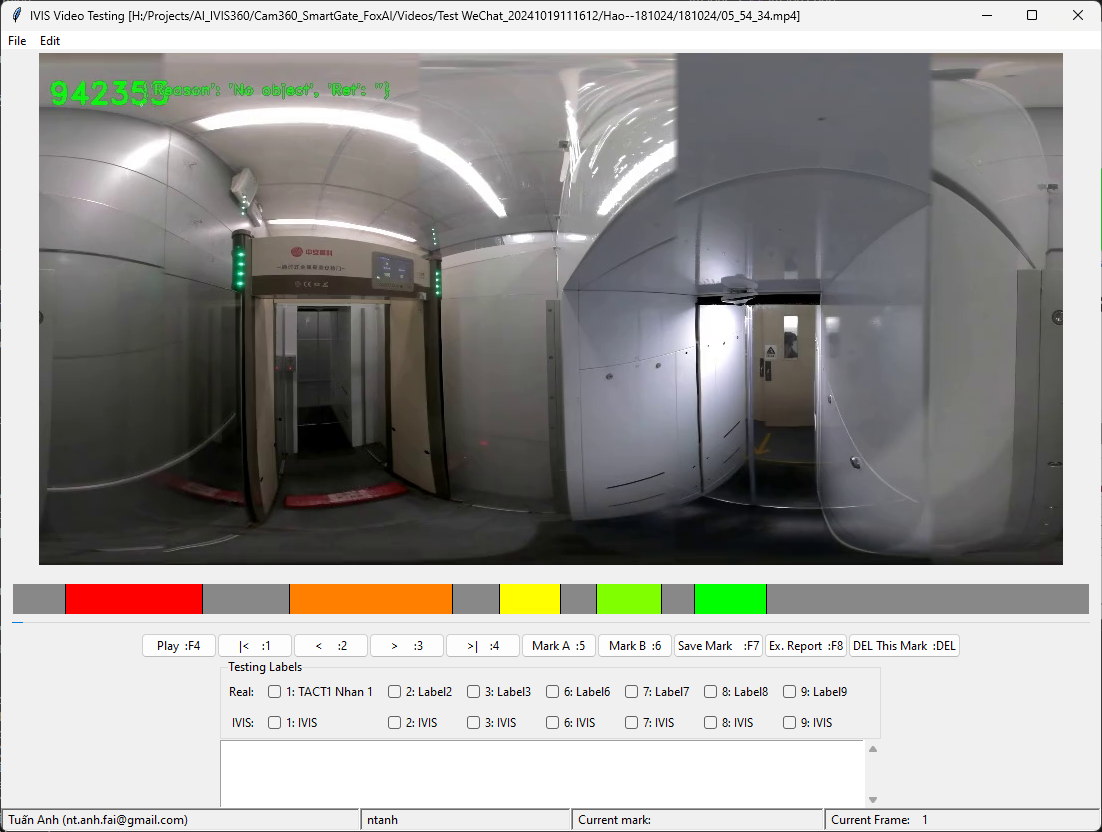 IVIS Video Testing [H:/Projects/AI_IVIS360/Cam360_SmartGate_FoxAI/Videos/Test WeChat_20241019111612/Hao--181024/181024/05_54_34.mp4]
File Edit
'Reason': 'No object', 'Ret': ''}
Play :F4 |< :1 < :2 > :3 >| :4 Mark A :5 Mark B :6 Save Mark :F7 Ex. Report :F8 DEL This Mark :DEL
Testing Labels
Real: 1: TACT1 Nhan 1 2: Label2 3: Label3 6: Label6 7: Label7 8: Label8 9: Label9
IVIS: 1: IVIS 2: IVIS 3: IVIS 6: IVIS 7: IVIS 8: IVIS 9: IVIS
Tuấn Anh (nt.anh.fai@gmail.com) ntanh Current mark: Current Frame: 1